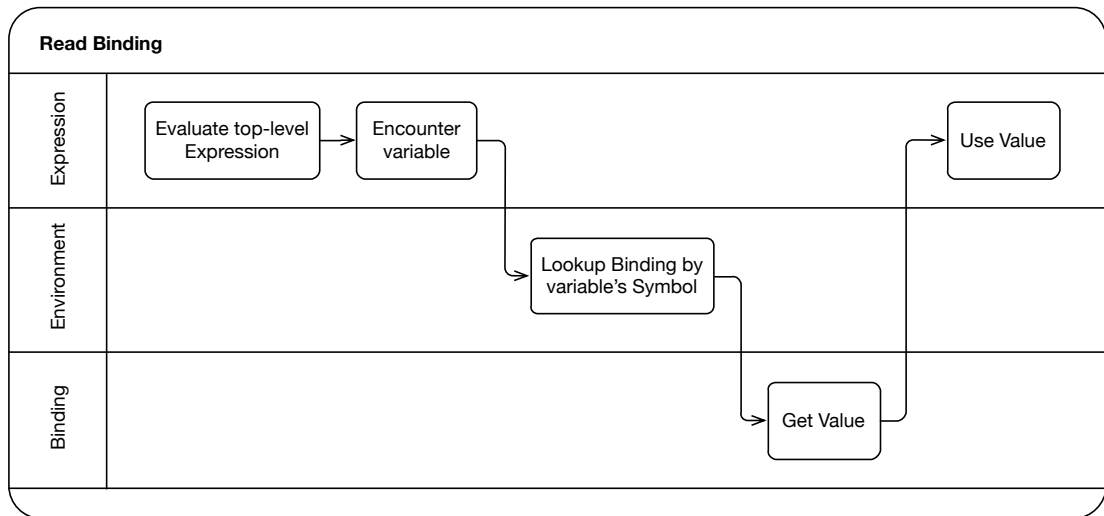 Read Binding
Expression
Evaluate top-level
Expression
Encounter
variable
Use Value
Environment
Lookup Binding by
variable’s Symbol
Binding
Get Value